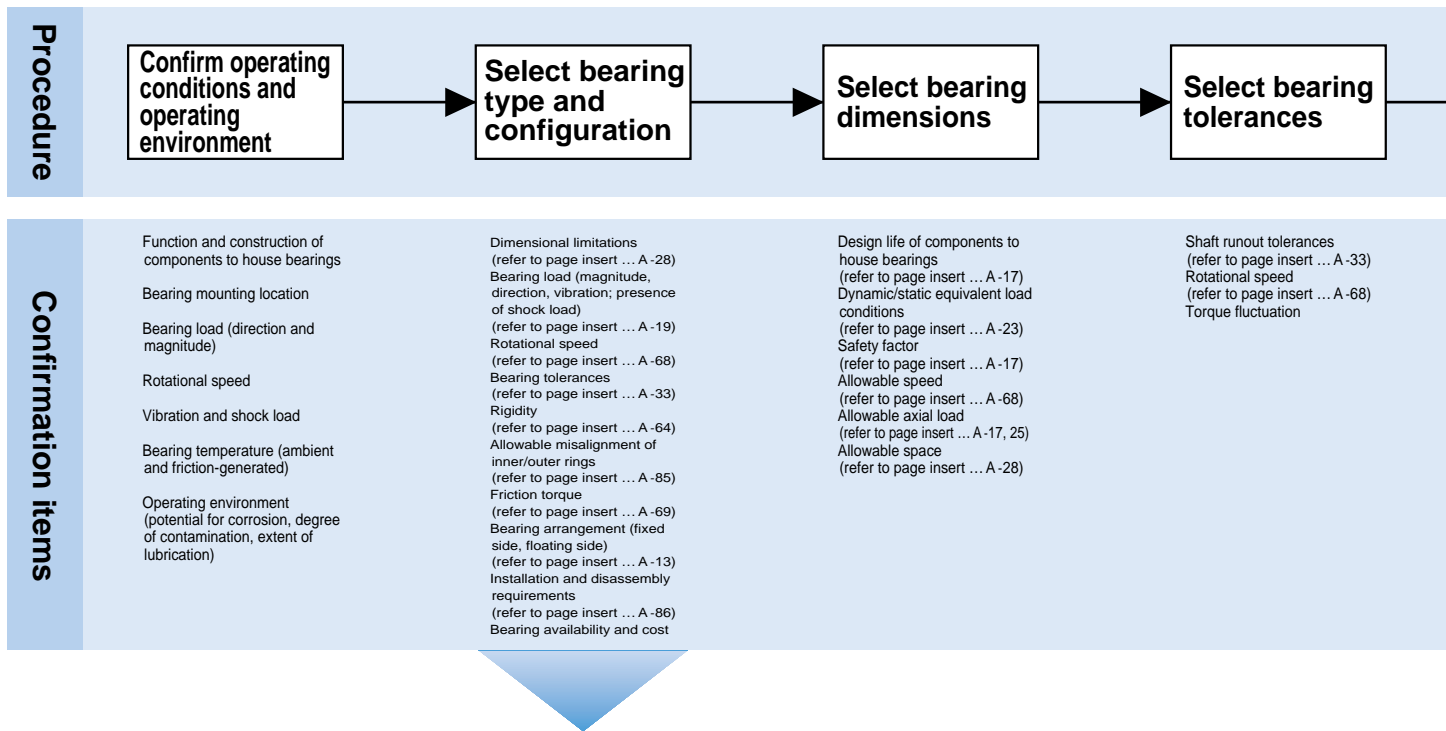 Procedure
Confirm operating
conditions and
operating
environment
Select bearing
type and
configuration
Select bearing
dimensions
Select bearing
tolerances
Confirmation items
Function and construction of
components to house bearings
Bearing mounting location
Bearing load (direction and
magnitude)
Rotational speed
Vibration and shock load
Bearing temperature (ambient
and friction-generated)
Operating environment
(potential for corrosion, degree
of contamination, extent of
lubrication)
Dimensional limitations
(refer to page insert … A-28)
Bearing load (magnitude,
direction, vibration; presence
of shock load)
(refer to page insert … A-19)
Rotational speed
(refer to page insert … A-68)
Bearing tolerances
(refer to page insert … A-33)
Rigidity
(refer to page insert … A-64)
Allowable misalignment of
inner/outer rings
(refer to page insert … A-85)
Friction torque
(refer to page insert … A-69)
Bearing arrangement (fixed
side, floating side)
(refer to page insert … A-13)
Installation and disassembly
requirements
(refer to page insert … A-86)
Bearing availability and cost
Design life of components to
house bearings
(refer to page insert … A-17)
Dynamic/static equivalent load
conditions
(refer to page insert … A-23)
Safety factor
(refer to page insert … A-17)
Allowable speed
(refer to page insert … A-68)
Allowable axial load
(refer to page insert … A-17, 25)
Allowable space
(refer to page insert … A-28)
Shaft runout tolerances
(refer to page insert … A-33)
Rotational speed
(refer to page insert … A-68)
Torque fluctuation